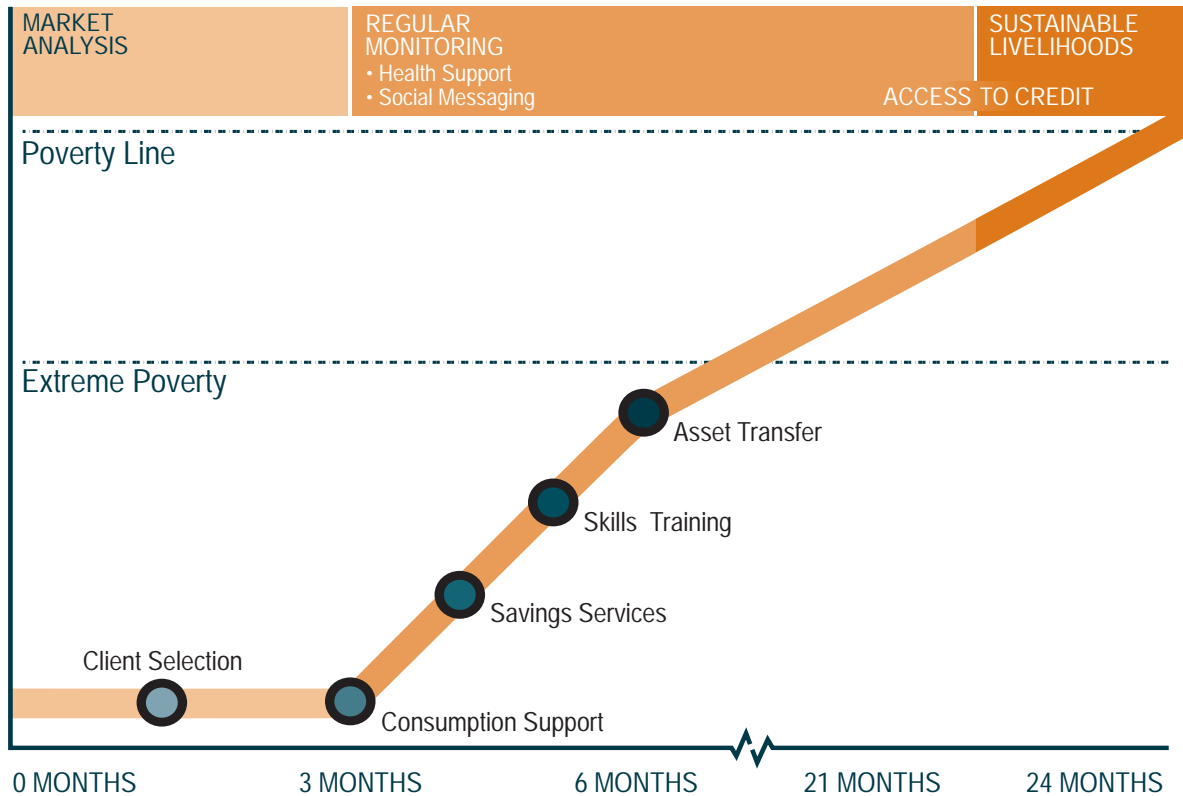 MARKET
ANALYSIS
REGULAR
MONITORING
• Health Support
• Social Messaging
SUSTAINABLE
LIVELIHOODS
ACCESS TO CREDIT
Poverty Line
Extreme Poverty
Asset Transfer
Skills Training
Savings Services
Client Selection
Consumption Support
0 MONTHS
3 MONTHS
6 MONTHS
21 MONTHS
24 MONTHS